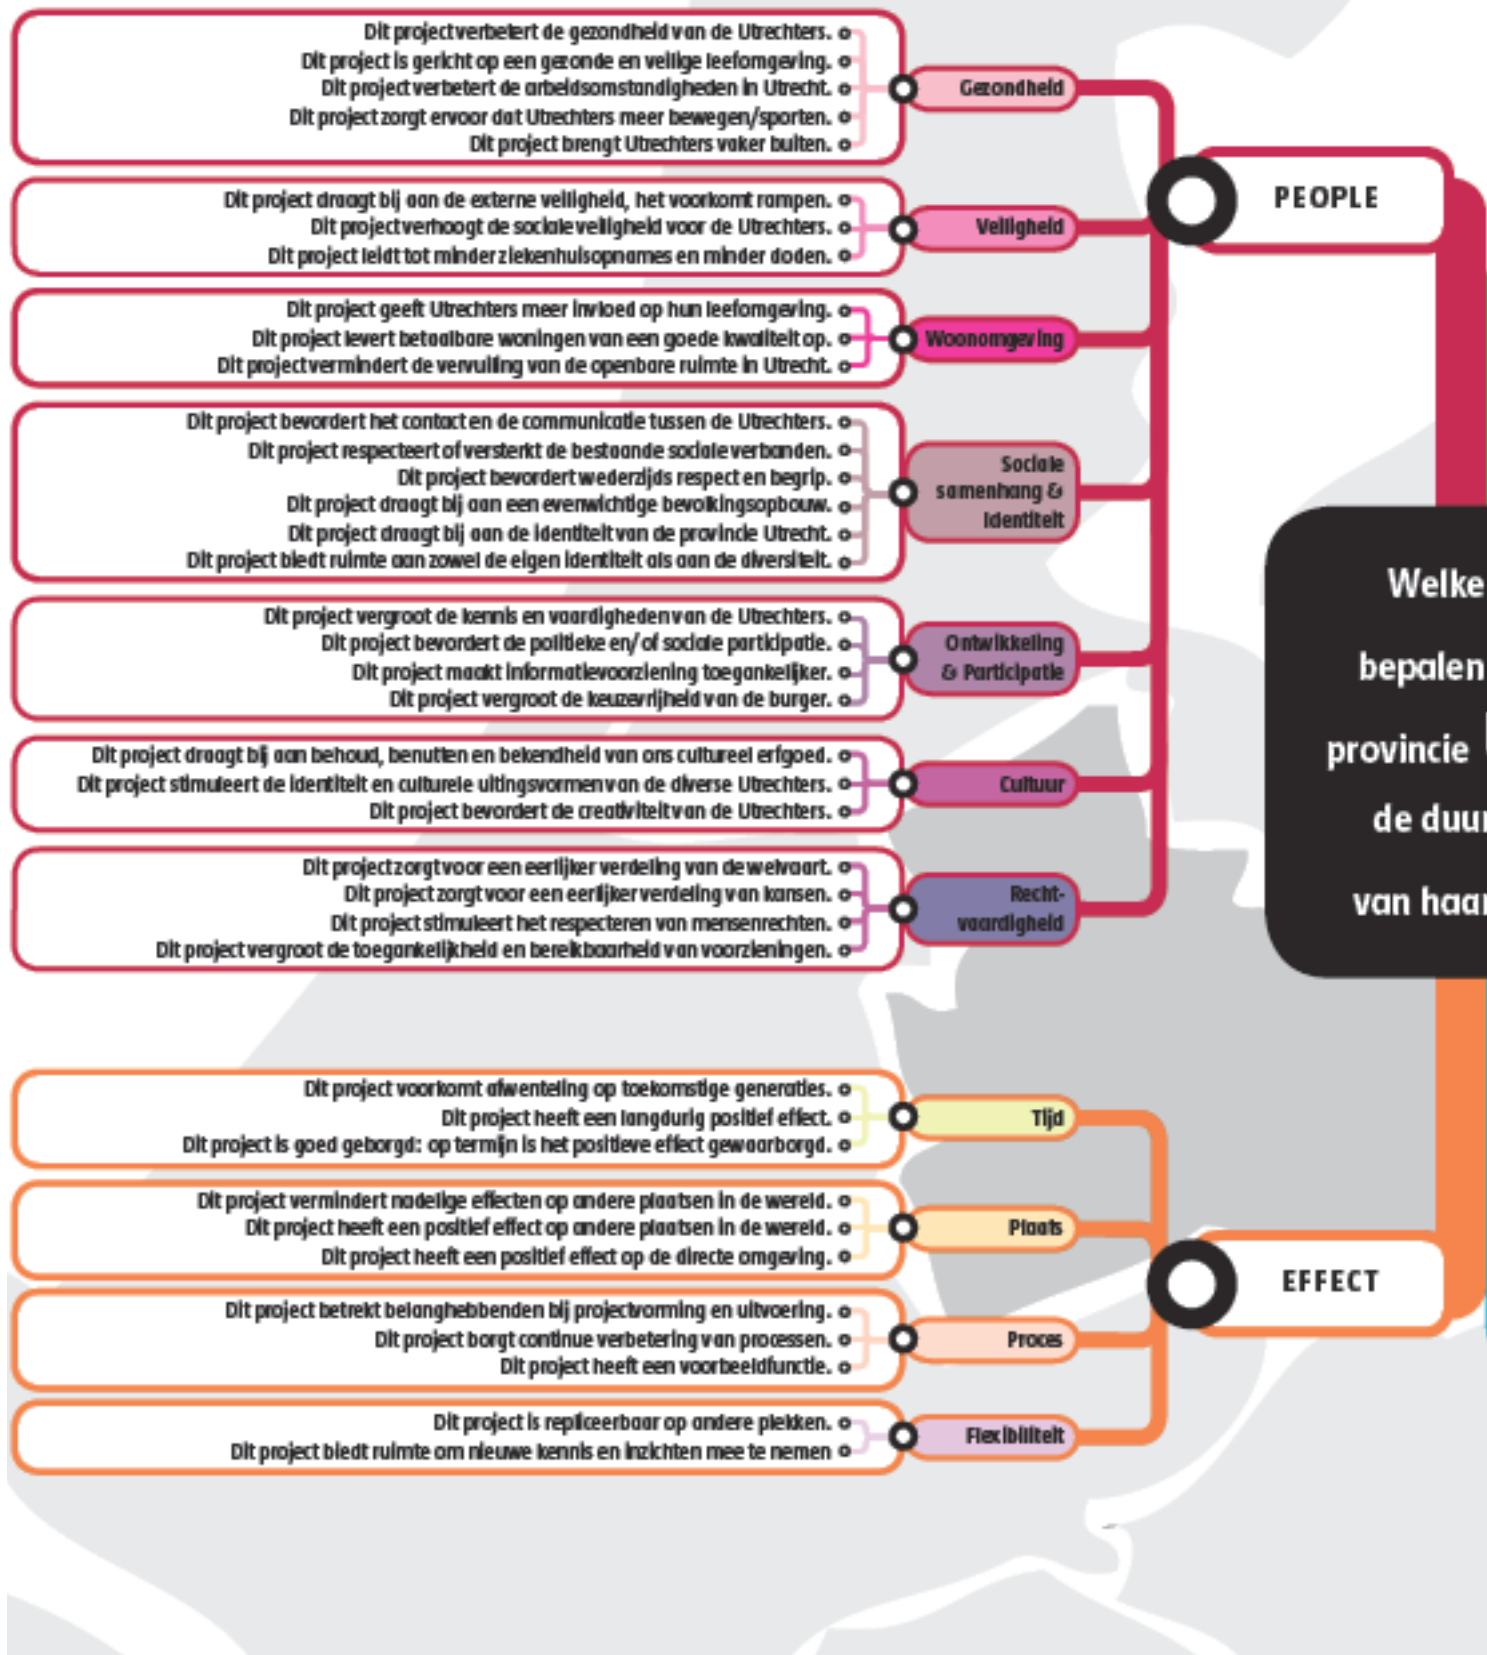 Dit project verbetert de gezondheid van de Utrechters.
Dit project is gericht op een gezonde en veilige leefomgeving.
Dit project verbetert de arbeidsomstandigheden in Utrecht.
Dit project zorgt ervoor dat Utrechters meer bewegen/sporten.
Dit project brengt Utrechters vaker buiten.
Gezondheid
PEOPLE
Dit project draagt bij aan de externe veiligheid, het voorkomt rampen.
Dit project verhoogt de sociale veiligheid voor de Utrechters.
Dit project leidt tot minder ziekenhuisopnames en minder doden.
Veiligheid
Dit project geeft Utrechters meer invloed op hun leefomgeving.
Dit project levert betaalbare woningen van een goede kwaliteit op.
Dit project vermindert de vervuiling van de openbare ruimte in Utrecht.
Woonomgeving
Dit project bevordert het contact en de communicatie tussen de Utrechters.
Dit project respecteert of versterkt de bestaande sociale verbanden.
Dit project bevordert wederzijds respect en begrip.
Dit project draagt bij aan een evenwichtige bevolkingsopbouw.
Dit project draagt bij aan de identiteit van de provincie Utrecht.
Dit project biedt ruimte aan zowel de eigen identiteit als aan de diversiteit.
Sociale
samenhang &
Identiteit
Dit project vergroot de kennis en vaardigheden van de Utrechters.
Dit project bevordert de politieke en/of sociale participatie.
Dit project maakt informatievoorziening toegankelijker.
Dit project vergroot de keuzevrijheid van de burger.
Ontwikkeling
& Participatie
Dit project draagt bij aan behoud, benutten en bekendheid van ons cultureel erfgoed.
Dit project stimuleert de identiteit en culturele uitingsvormen van de diverse Utrechters.
Dit project bevordert de creativiteit van de Utrechters.
Cultuur
Dit project zorgt voor een eerlijker verdeling van de welvaart.
Dit project zorgt voor een eerlijker verdeling van kansen.
Dit project stimuleert het respecteren van mensenrechten.
Dit project vergroot de toegankelijkheid en bereikbaarheid van voorzieningen.
Recht-
vaardigheid
Welke
bepalen
provincie
de duur
van haar
Dit project voorkomt afwenteling op toekomstige generaties.
Dit project heeft een langdurig positief effect.
Dit project is goed geborgd: op termijn is het positieve effect gewaarborgd.
Tijd
Dit project vermindert nadelige effecten op andere plaatsen in de wereld.
Dit project heeft een positief effect op andere plaatsen in de wereld.
Dit project heeft een positief effect op de directe omgeving.
Plaats
EFFECT
Dit project betrekt belanghebbenden bij projectvorming en uitvoering.
Dit project borgt continue verbetering van processen.
Dit project heeft een voorbeeldfunctie.
Proces
Dit project is repliceerbaar op andere plekken.
Dit project biedt ruimte om nieuwe kennis en inzichten mee te nemen
Flexibiliteit